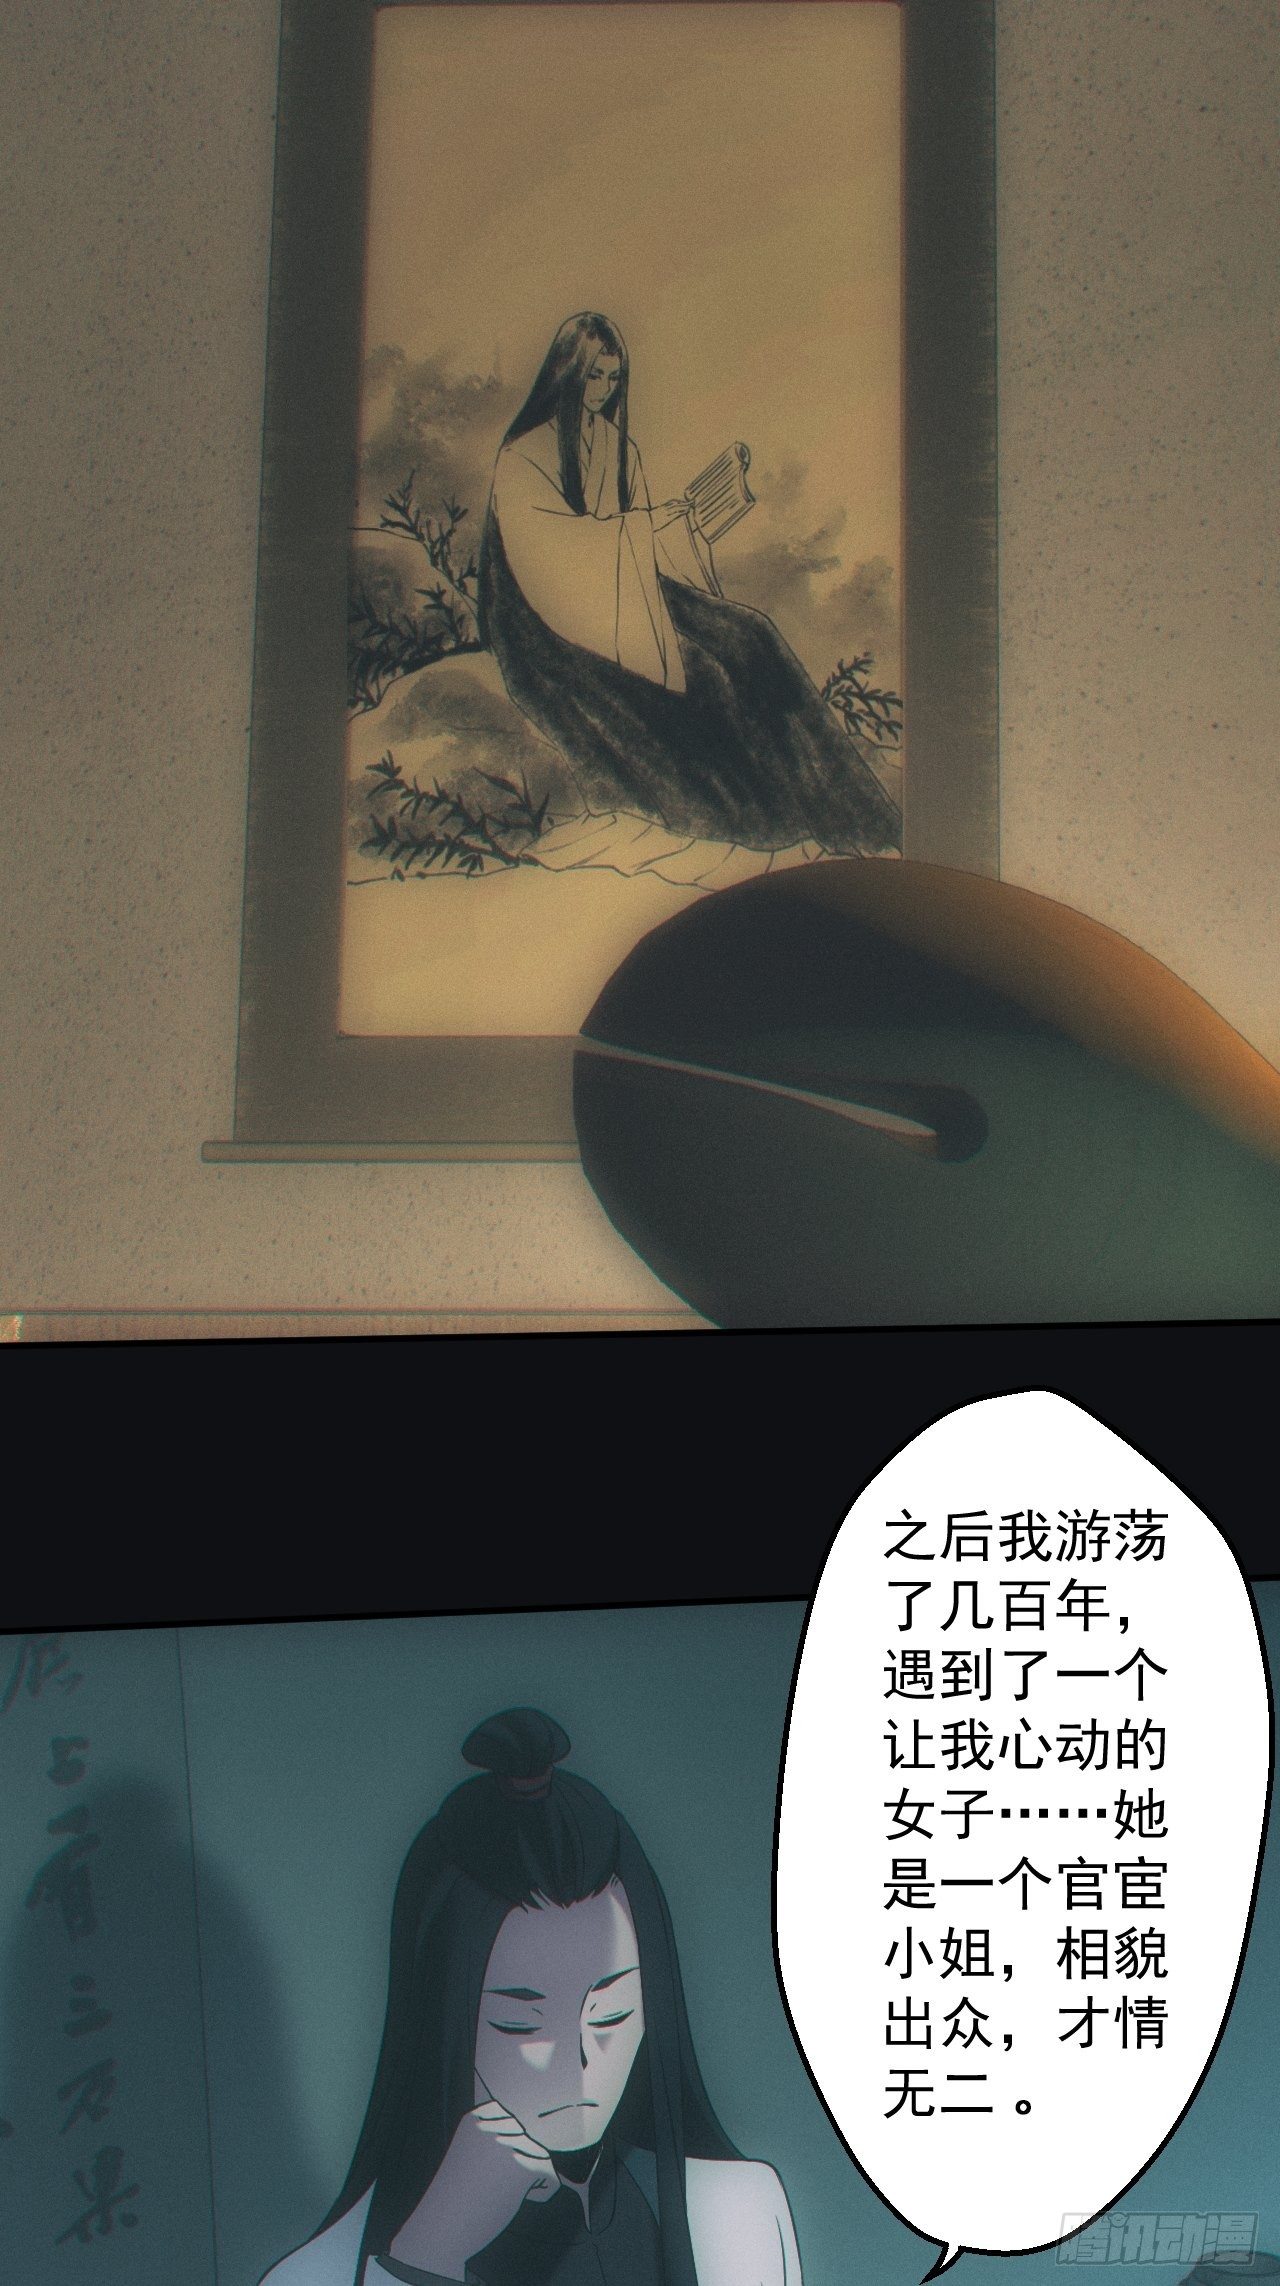 之后我游荡
了几百年，
遇到了一个
让我心动的
女子……她
是一个官宦
小姐，相貌
出众，才情
无二。
腾讯动漫